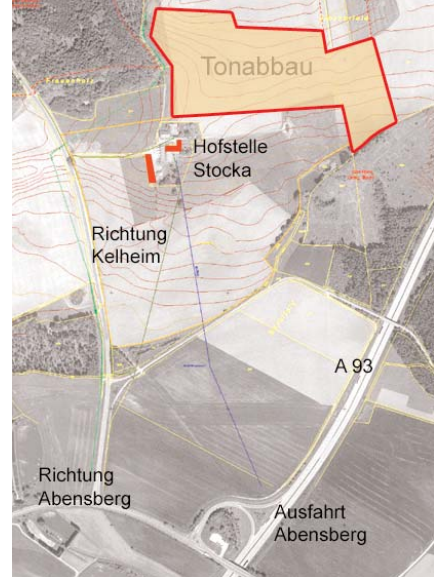 Tonabbau
Hofstelle
Stocka
Richtung
Kelheim
A 93
Richtung
Abensberg
Ausfahrt
Abensberg